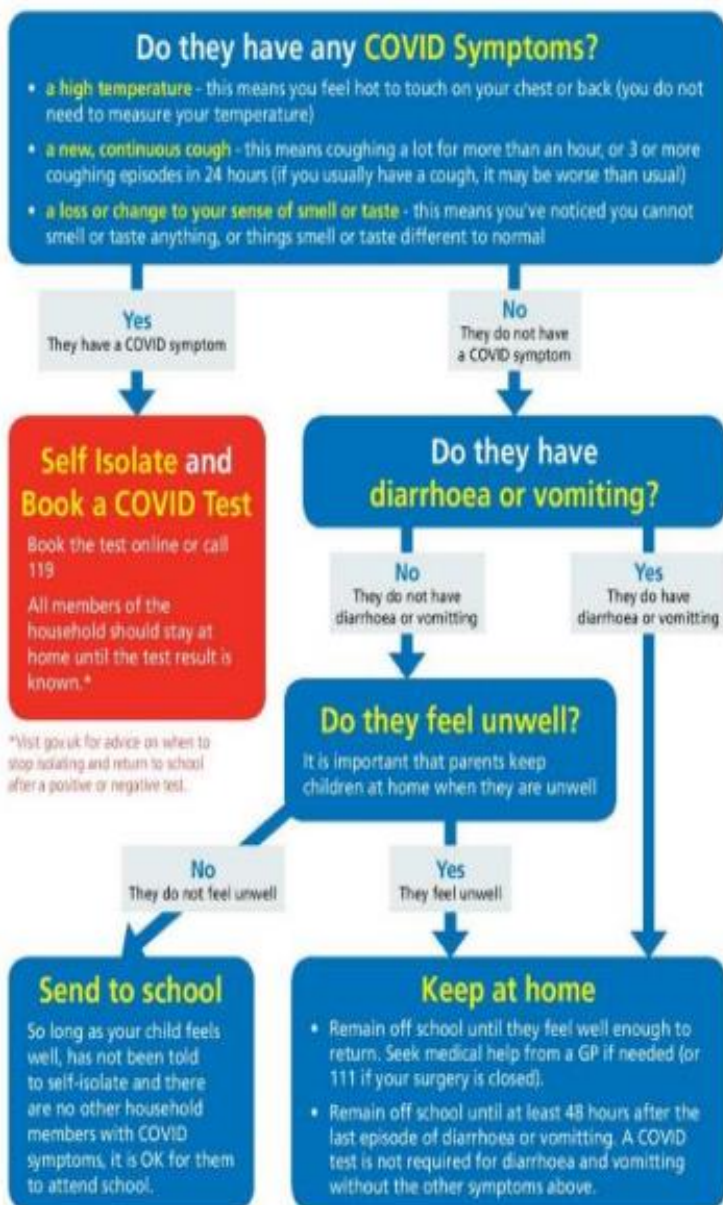 Do they have any COVID Symptoms?
• a high temperature - this means you feel hot to touch on your chest or back (you do not
need to measure your temperature)
• a new, continuous cough - this means coughing a lot for more than an hour, or 3 or more
coughing episodes in 24 hours (if you usually have a cough, it may be worse than usual)
• a loss or change to your sense of smell or taste - this means you've noticed you cannot
smell or taste anything, or things smell or taste different to normal
Yes
They have a COVID symptom
No
They do not have
a COVID symptom
Self Isolate and
Book a COVID Test
Book the test online or call
119
All members of the
household should stay at
home until the test result is
known.*
*Visit gov.uk for advice on when to
stop isolating and return to school
after a positive or negative test.
Do they have
diarrhoea or vomiting?
No
They do not have
diarrhoea or vomitting
Yes
They do have
diarrhoea or vomitting
Do they feel unwell?
It is important that parents keep
children at home when they are unwell
No
They do not feel unwell
Yes
They feel unwell
Send to school
So long as your child feels
well, has not been told
to self-isolate and there
are no other household
members with COVID
symptoms, it is OK for them
to attend school.
Keep at home
• Remain off school until they feel well enough to
return. Seek medical help from a GP if needed (or
111 if your surgery is closed).
• Remain off school until at least 48 hours after the
last episode of diarrhoea or vomitting. A COVID
test is not required for diarrhoea and vomitting
without the other symptoms above.